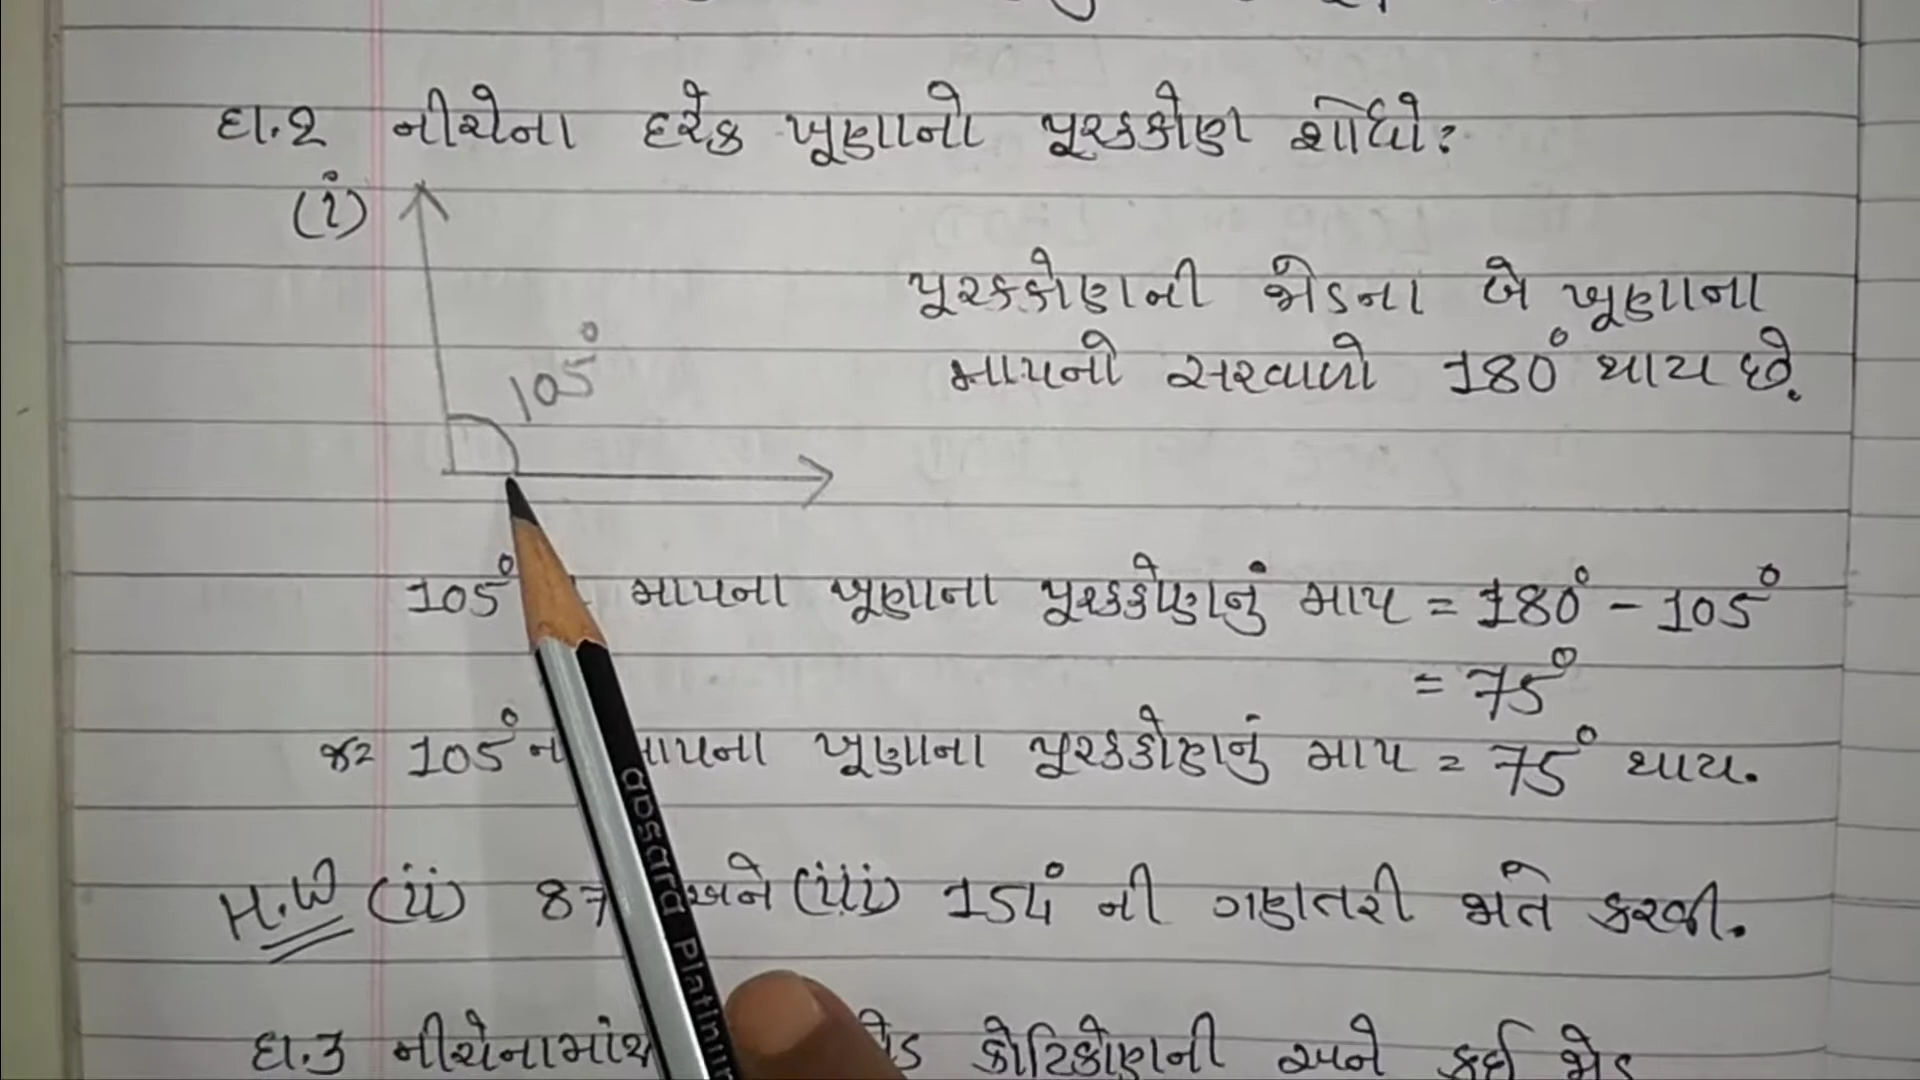 દા.૨ નીચેના દરેક ખૂણાનો પૂરકકોણ શોધો:
(i)
105°
પૂરકકોણની જોડના બે ખૂણાના
માપનો સરવાળો 180° થાય છે.
105° માપના ખૂણાના પૂરકકોણનું માપ = 180° - 105°
= 75°
105° ના માપના ખૂણાના પૂરકકોણનું માપ = 75° થાય.
H.W (ii) 87 અને (iii) 154° ની ગણતરી જાતે કરવી.
દા.૩ કોટિકોણની અને કઈ જોડ
absara Platinum